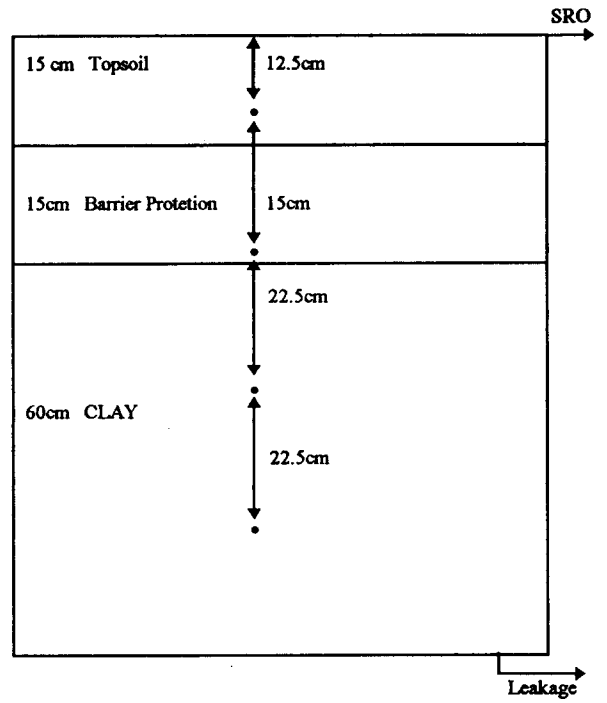 SRO
15 cm Topsoil
12.5cm
15cm Barrier Protetion
15cm
22.5cm
60cm CLAY
22.5cm
Leakage